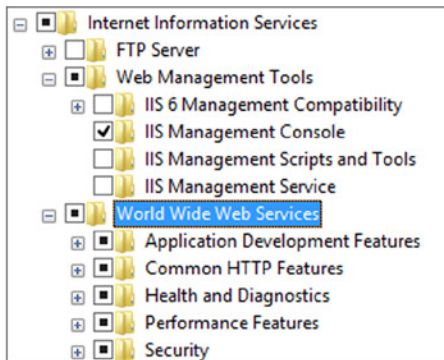 Internet Information Services
FTP Server
Web Management Tools
IIS 6 Management Compatibility
IIS Management Console
IIS Management Scripts and Tools
IIS Management Service
World Wide Web Services
Application Development Features
Common HTTP Features
Health and Diagnostics
Performance Features
Security